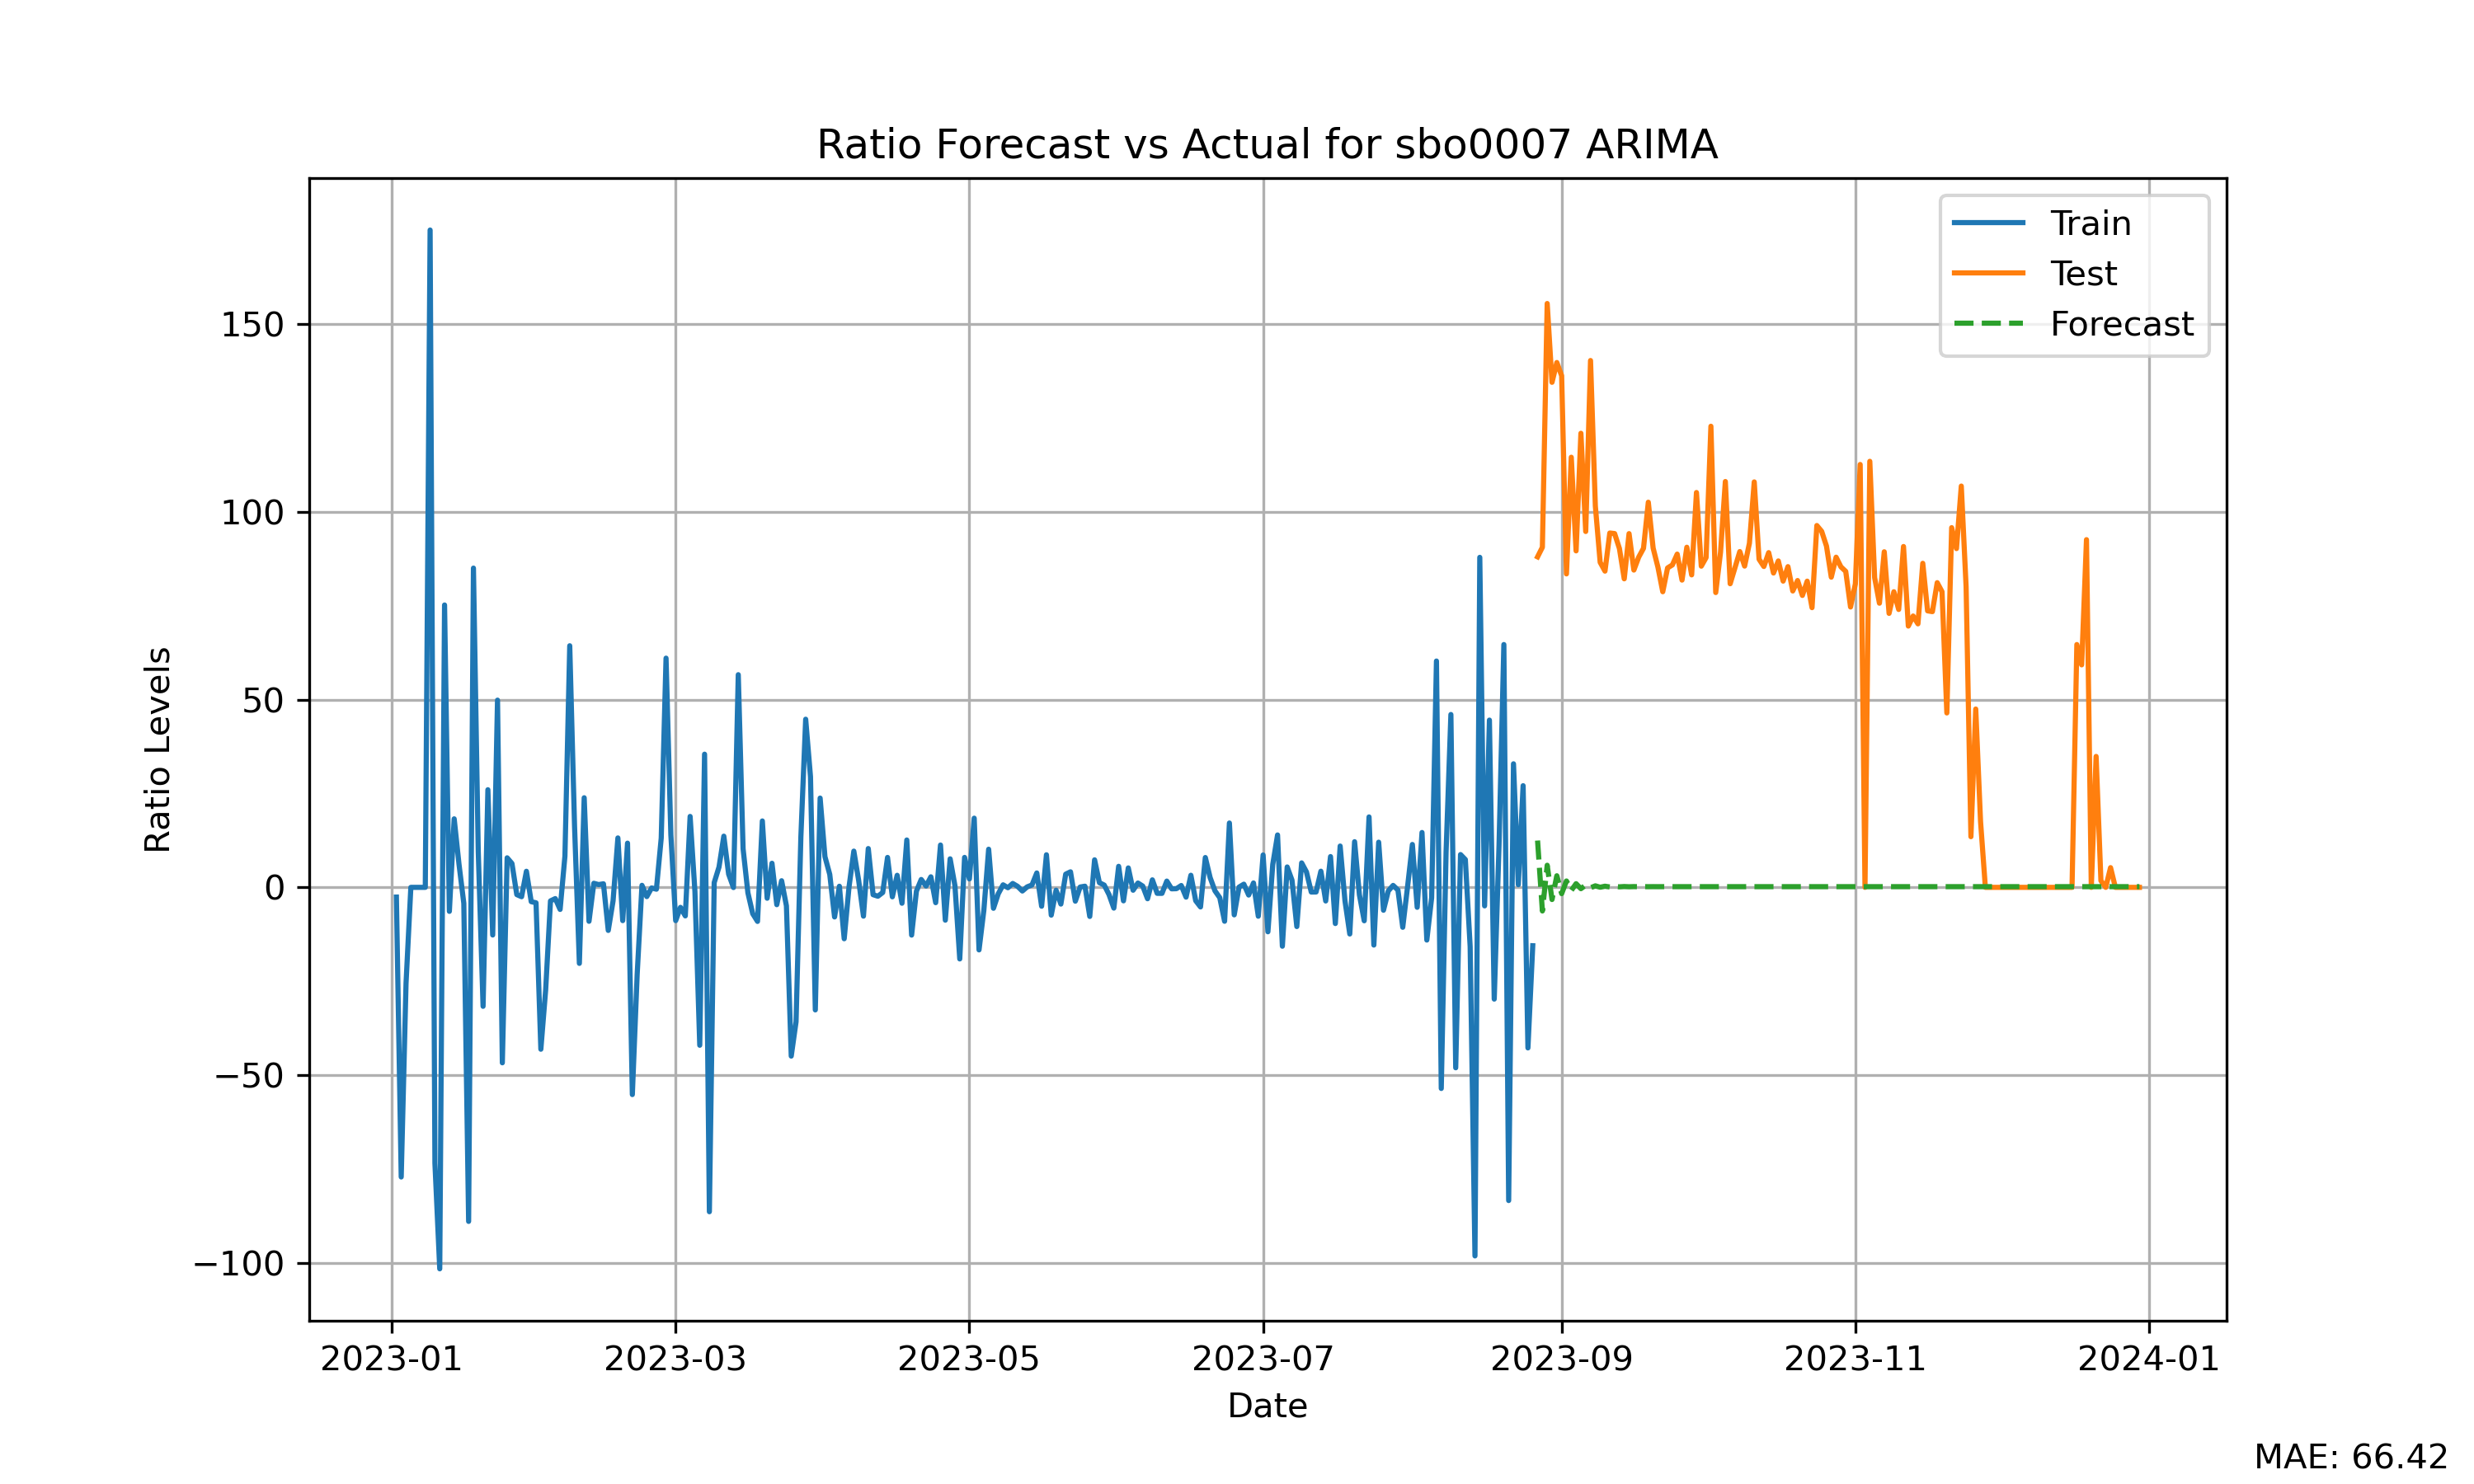 Ratio Forecast vs Actual for sbo0007 ARIMA
Train
Test
Forecast
Ratio Levels
150
100
50
0
−50
−100
2023-01
2023-03
2023-05
2023-07
2023-09
2023-11
2024-01
Date
MAE: 66.42